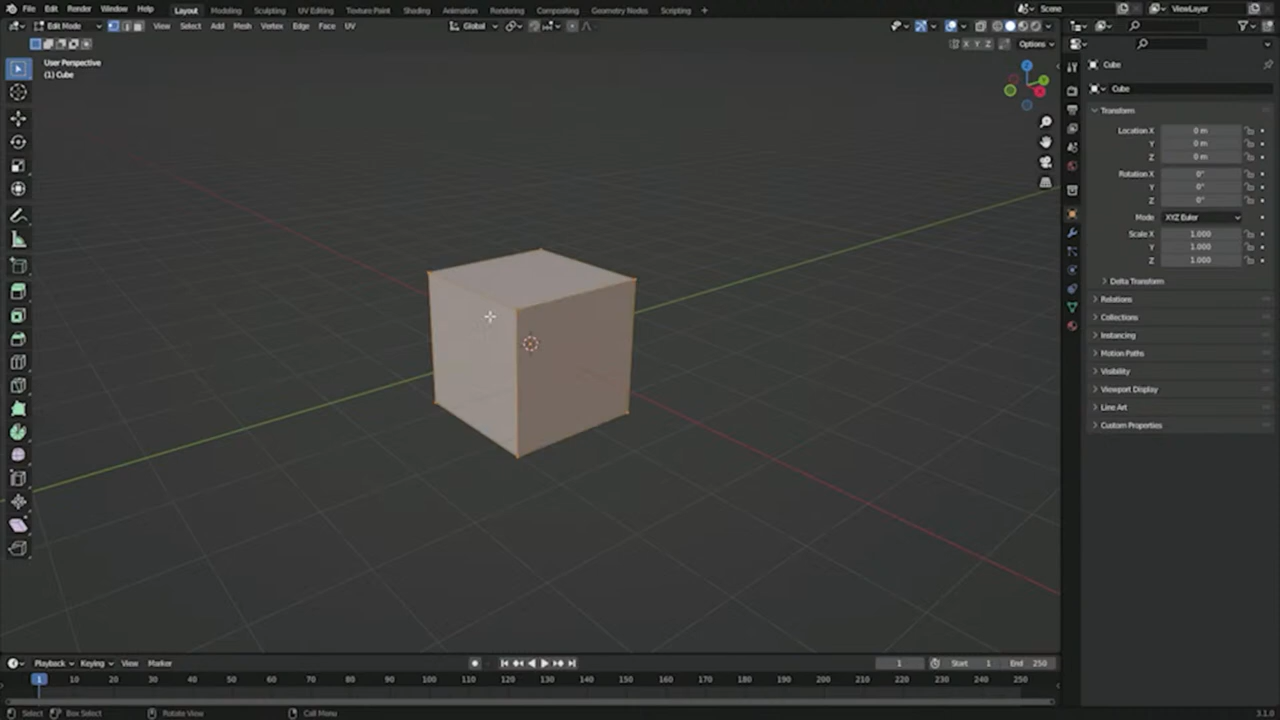 File Edit Render Window Help Layout Modeling Sculpting UV Editing Texture Paint Shading Animation Rendering Compositing Geometry Nodes Scripting + Scene ViewLayer
Edit Mode View Select Add Mesh Vertex Edge Face UV Global
X Y Z Options
User Perspective
(1) Cube
Z
Y
X
Cube
Cube
Transform
Location X 0 m
Y 0 m
Z 0 m
Rotation X 0°
Y 0°
Z 0°
Mode XYZ Euler
Scale X 1.000
Y 1.000
Z 1.000
Delta Transform
Relations
Collections
Instancing
Motion Paths
Visibility
Viewport Display
Line Art
Custom Properties
Playback Keying View Marker 1 Start 1 End 250
1 10 20 30 40 50 60 70 80 90 100 110 120 130 140 150 160 170 180 190 200 210 220 230 240 250
Select Box Select Rotate View Call Menu 3.1.0